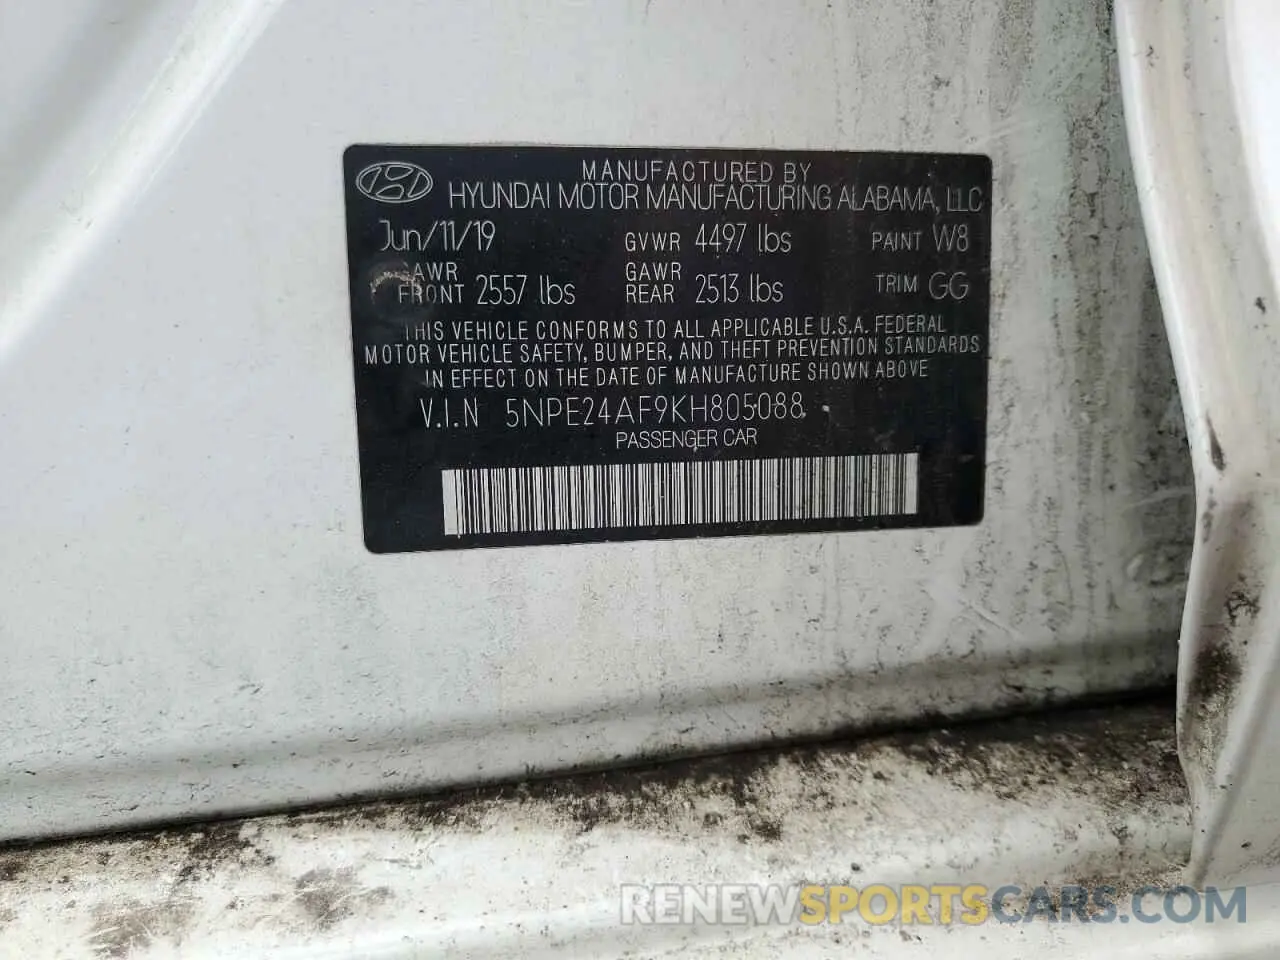 MANUFACTURED BY
HYUNDAI MOTOR MANUFACTURING ALABAMA, LLC
Jun/11/19 GVWR 4497 lbs PAINT W8
GAWR FRONT 2557 lbs GAWR REAR 2513 lbs TRIM GG
THIS VEHICLE CONFORMS TO ALL APPLICABLE U.S.A. FEDERAL
MOTOR VEHICLE SAFETY, BUMPER, AND THEFT PREVENTION STANDARDS
IN EFFECT ON THE DATE OF MANUFACTURE SHOWN ABOVE
V.I.N 5NPE24AF9KH805088
PASSENGER CAR
RENEWSPORTSCARS.COM